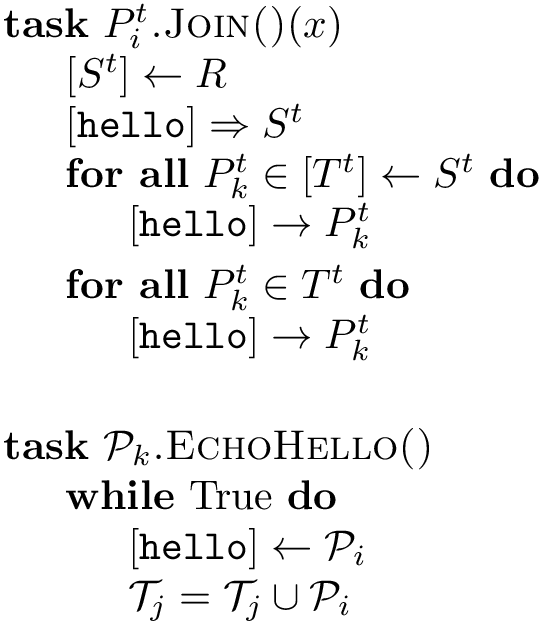 task P_i^t.JOIN()(x)
[S^t] ← R
[hello] ⇒ S^t
for all P_k^t ∈ [T^t] ← S^t do
[hello] → P_k^t
for all P_k^t ∈ T^t do
[hello] → P_k^t
task 𝒫_k.ECHOHELLO()
while True do
[hello] ← 𝒫_i
𝒯_j = 𝒯_j ∪ 𝒫_i